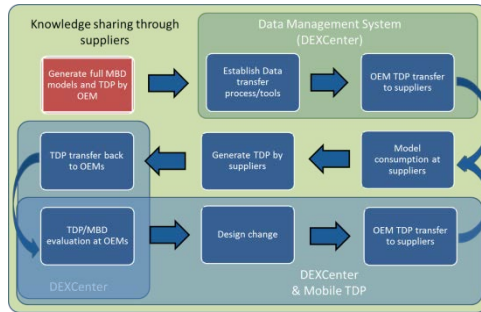 Knowledge sharing through
suppliers
Data Management System
(DEXCenter)
Generate full MBD
models and TDP by
OEM
Establish Data
transfer
process/tools
OEM TDP transfer
to suppliers
TDP transfer back
to OEMs
Generate TDP by
suppliers
Model
consumption at
suppliers
TDP/MBD
evaluation at OEMs
Design change
OEM TDP transfer
to suppliers
DEXCenter
DEXCenter
& Mobile TDP